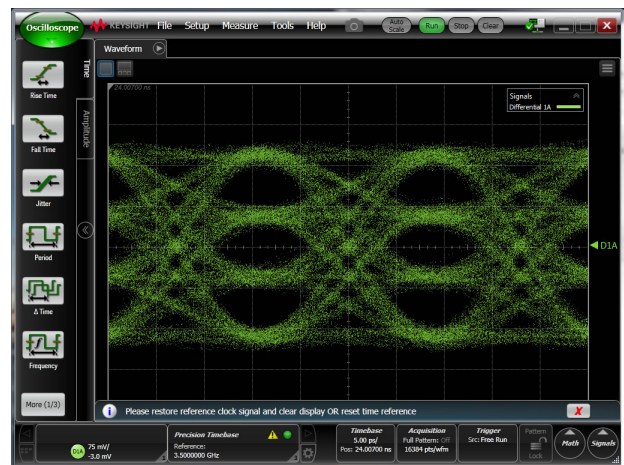 Oscilloscope
KEYSIGHT File Setup Measure Tools Help
Auto
Scale
Run
Stop
Clear
Waveform
Time
Amplitude
Rise Time
Fall Time
Jitter
Period
Δ Time
Frequency
More (1/3)
24.00700 ns
Signals
Differential 1A
D1A
Please restore reference clock signal and clear display OR reset time reference
D1A
75 mV/
-3.0 mV
Precision Timebase
Reference:
3.5000000 GHz
Timebase
5.00 ps/
Pos: 24.00700 ns
Acquisition
Full Pattern: Off
16384 pts/wfm
Trigger
Src: Free Run
Pattern
Lock
Math
Signals